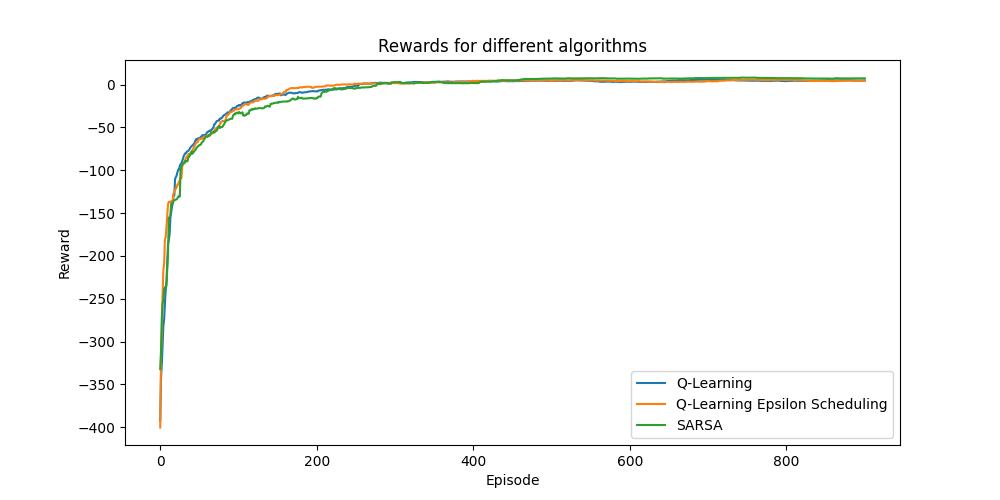 Rewards for different algorithms
Reward
0
−50
−100
−150
−200
−250
−300
−350
−400
Q-Learning
Q-Learning Epsilon Scheduling
SARSA
0 200 400 600 800
Episode